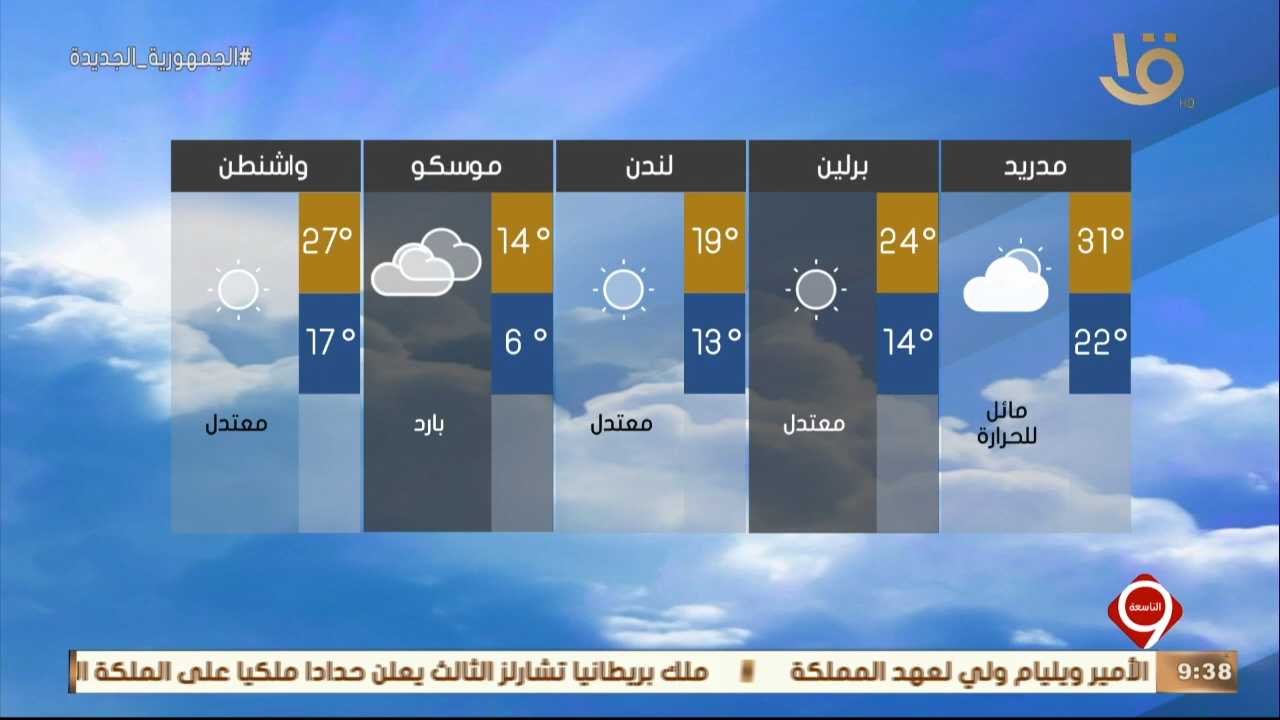 #الجمهورية_الجديدة
HD
مدريد
31°
22°
مائل
للحرارة
برلين
24°
14°
معتدل
لندن
19°
13°
معتدل
موسكو
14°
6°
بارد
واشنطن
27°
17°
معتدل
التاسعة
9
9:38
الأمير ويليام ولي لعهد المملكة
ملك بريطانيا تشارلز الثالث يعلن حدادا ملكيا على الملكة